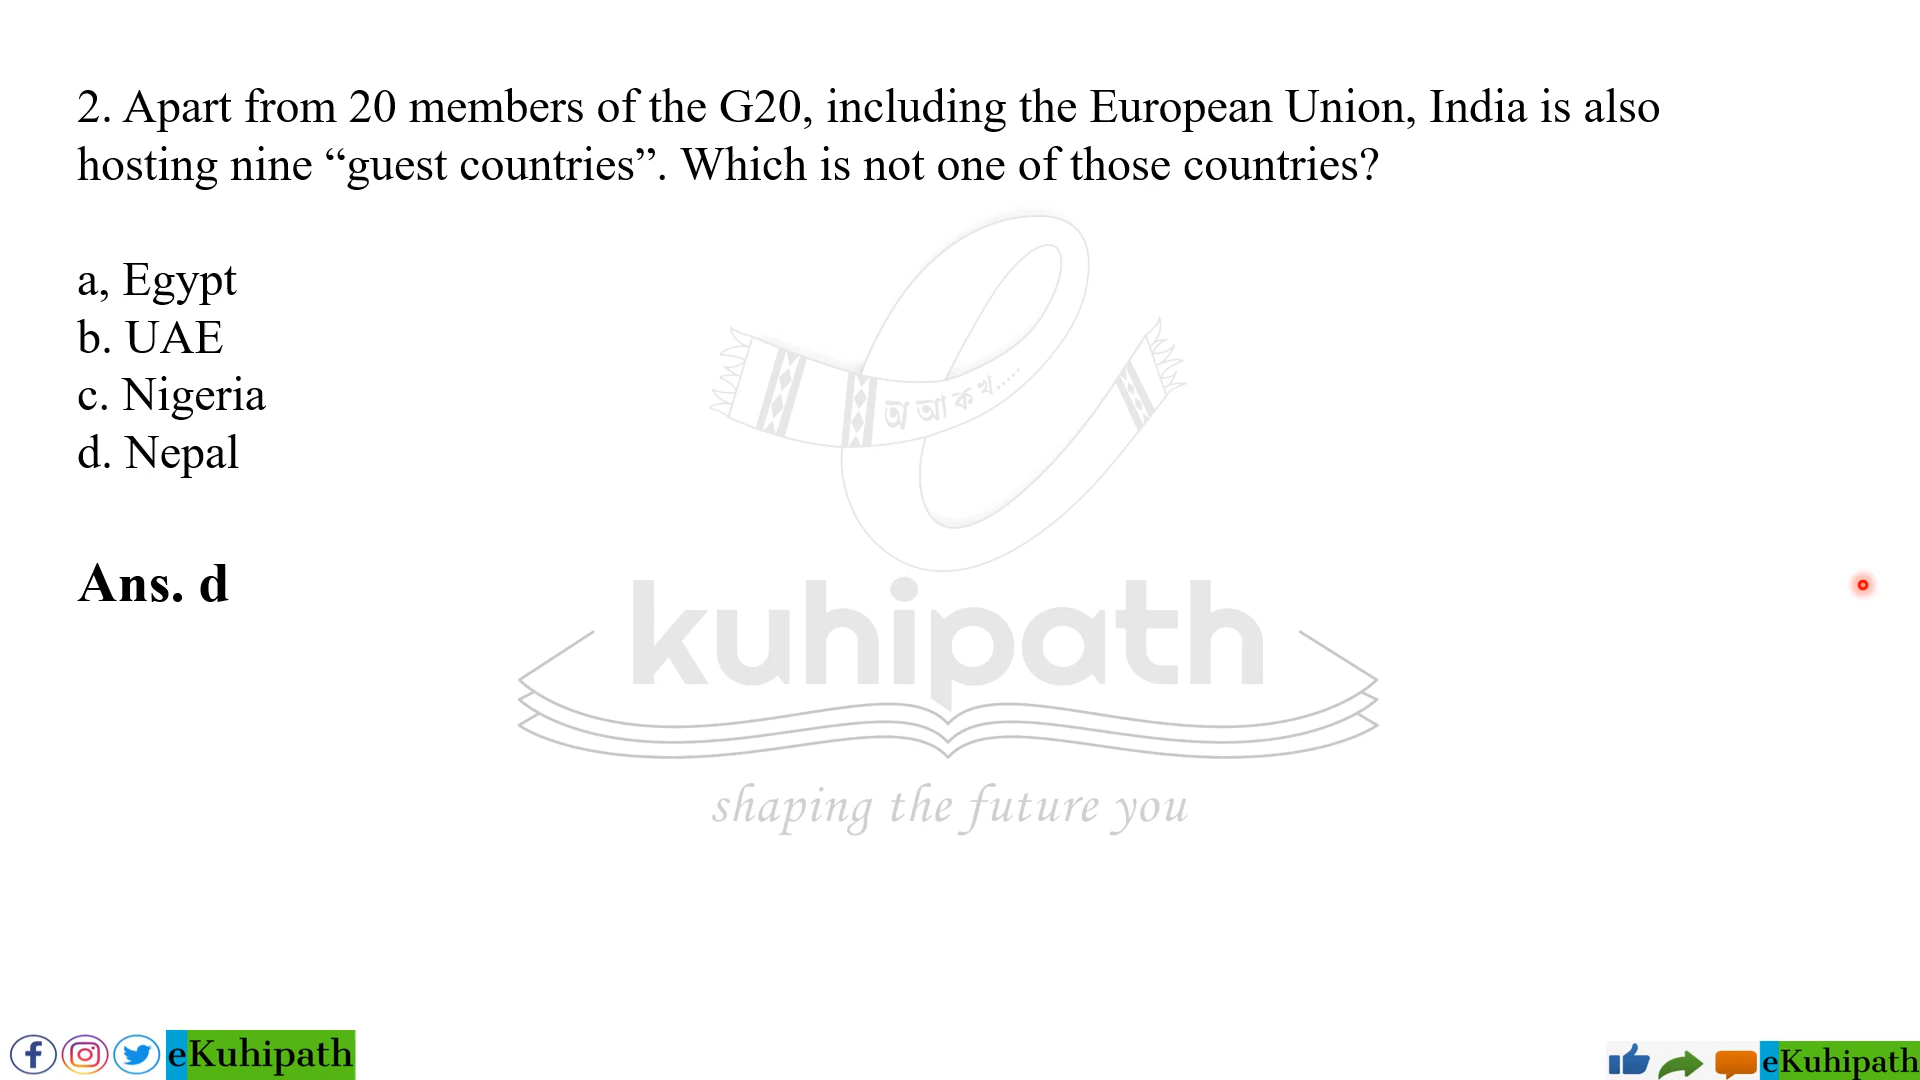 2. Apart from 20 members of the G20, including the European Union, India is also
hosting nine “guest countries”. Which is not one of those countries?
a, Egypt
b. UAE
c. Nigeria
d. Nepal
Ans. d
অ আ ক খ.....
kuhipath
shaping the future you
eKuhipath
eKuhipath